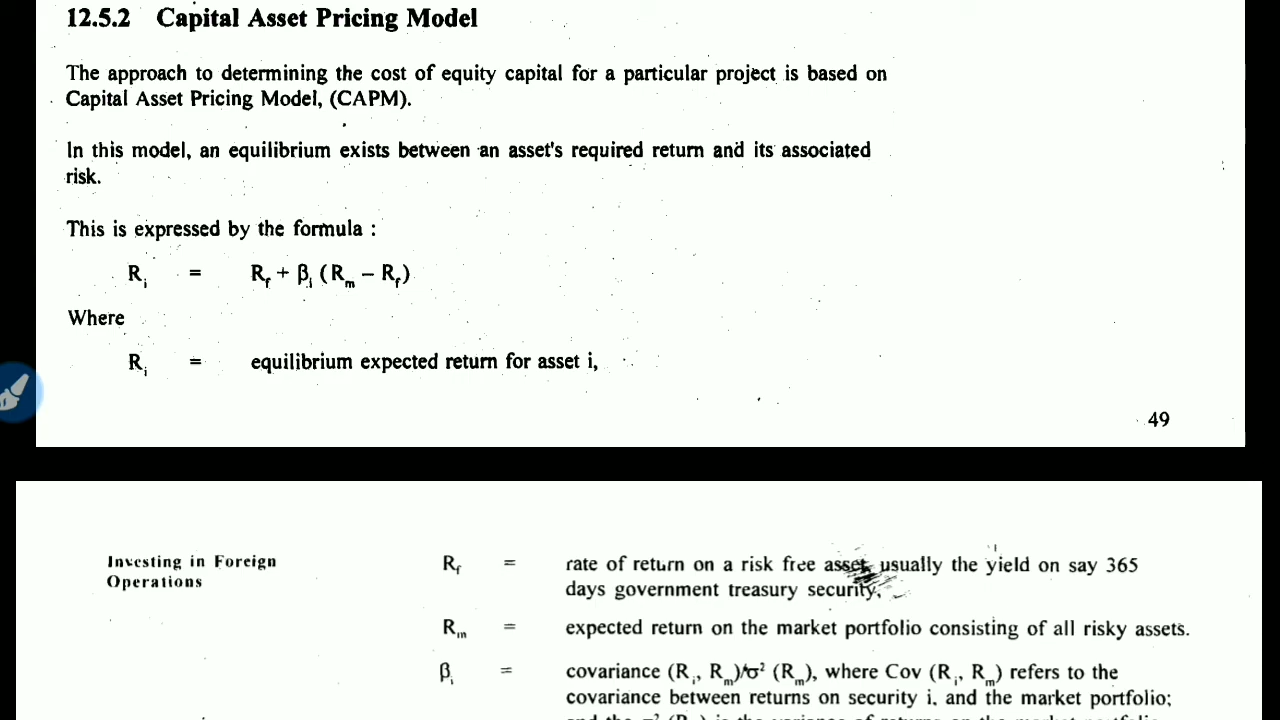 12.5.2 Capital Asset Pricing Model
The approach to determining the cost of equity capital for a particular project is based on
Capital Asset Pricing Model, (CAPM).
In this model, an equilibrium exists between an asset's required return and its associated
risk.
This is expressed by the formula :
Rᵢ = R_f + βᵢ (Rₘ – R_f)
Where
Rᵢ = equilibrium expected return for asset i,
49
Investing in Foreign
Operations
R_f = rate of return on a risk free asset, usually the yield on say 365
days government treasury security,
Rₘ = expected return on the market portfolio consisting of all risky assets.
βᵢ = covariance (Rᵢ, Rₘ)/σ² (Rₘ), where Cov (Rᵢ, Rₘ) refers to the
covariance between returns on security i, and the market portfolio;